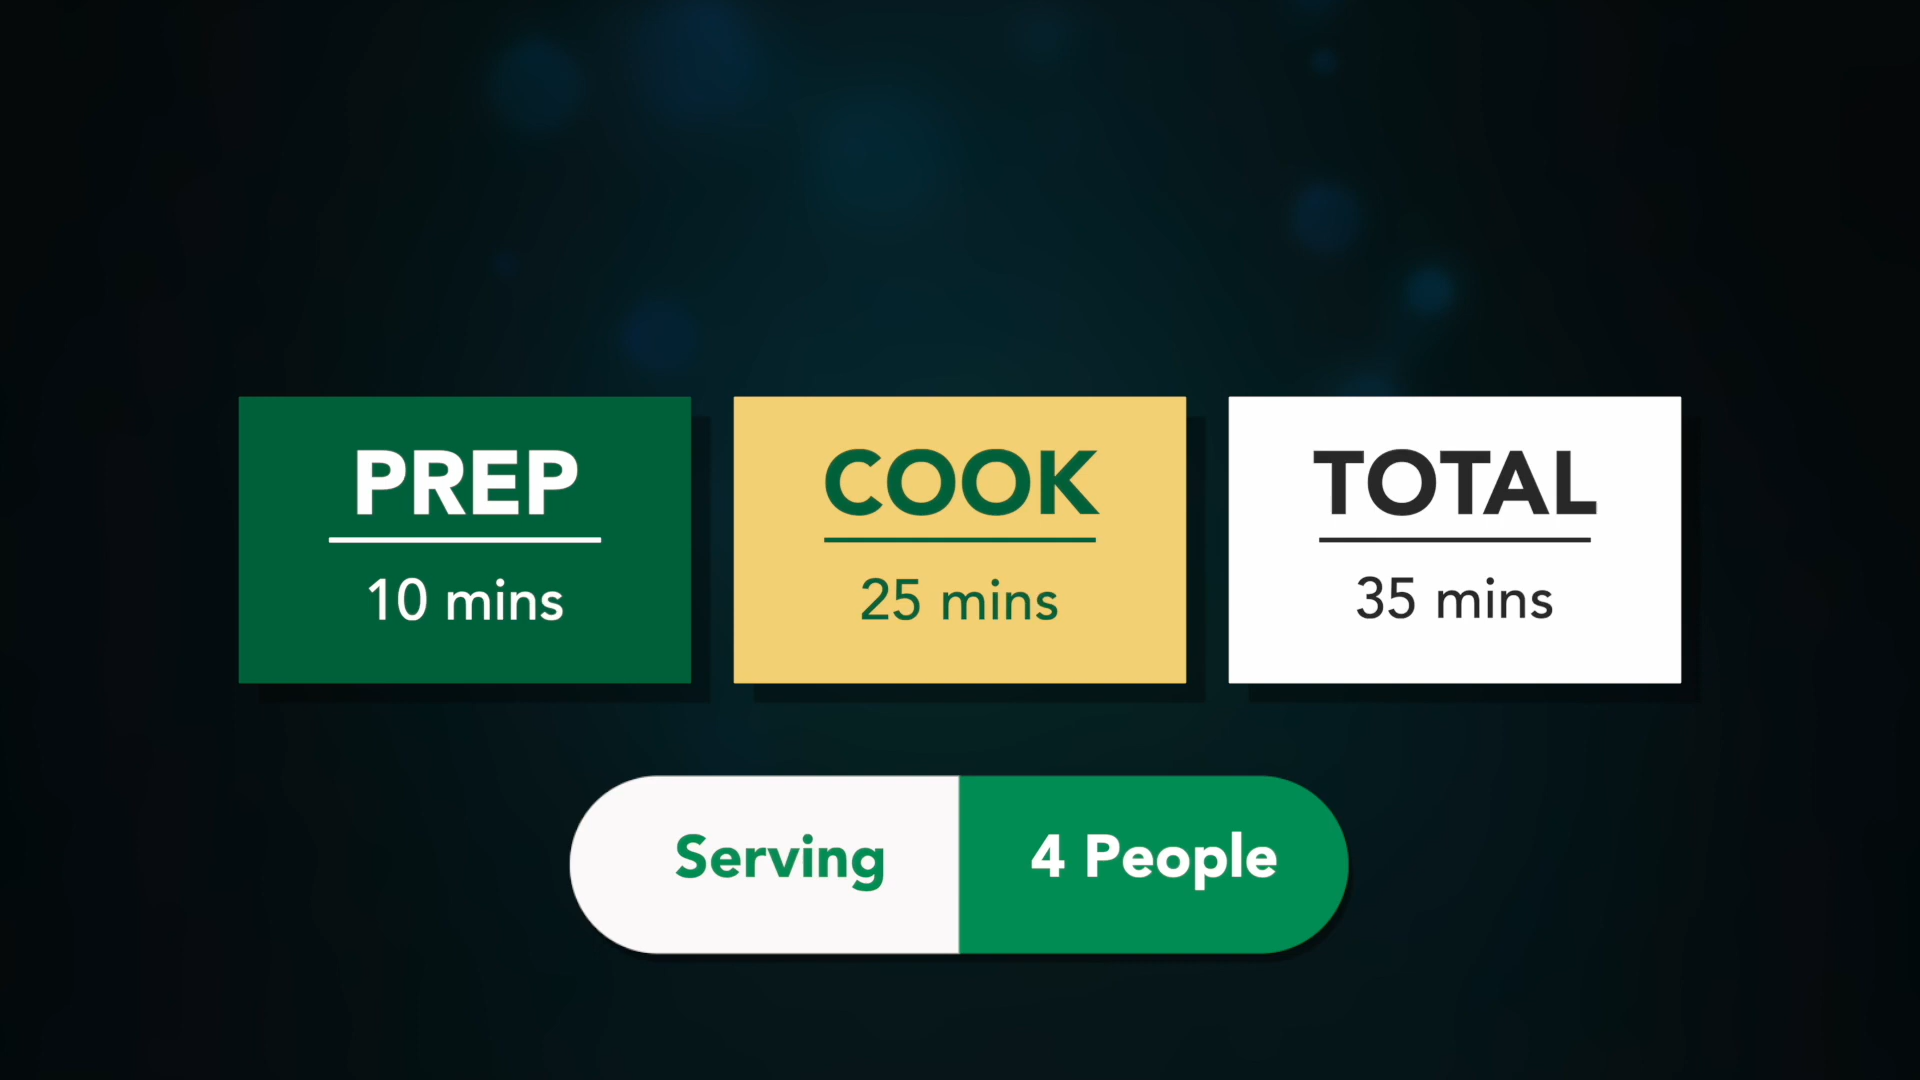 PREP
10 mins
COOK
25 mins
TOTAL
35 mins
Serving
4 People